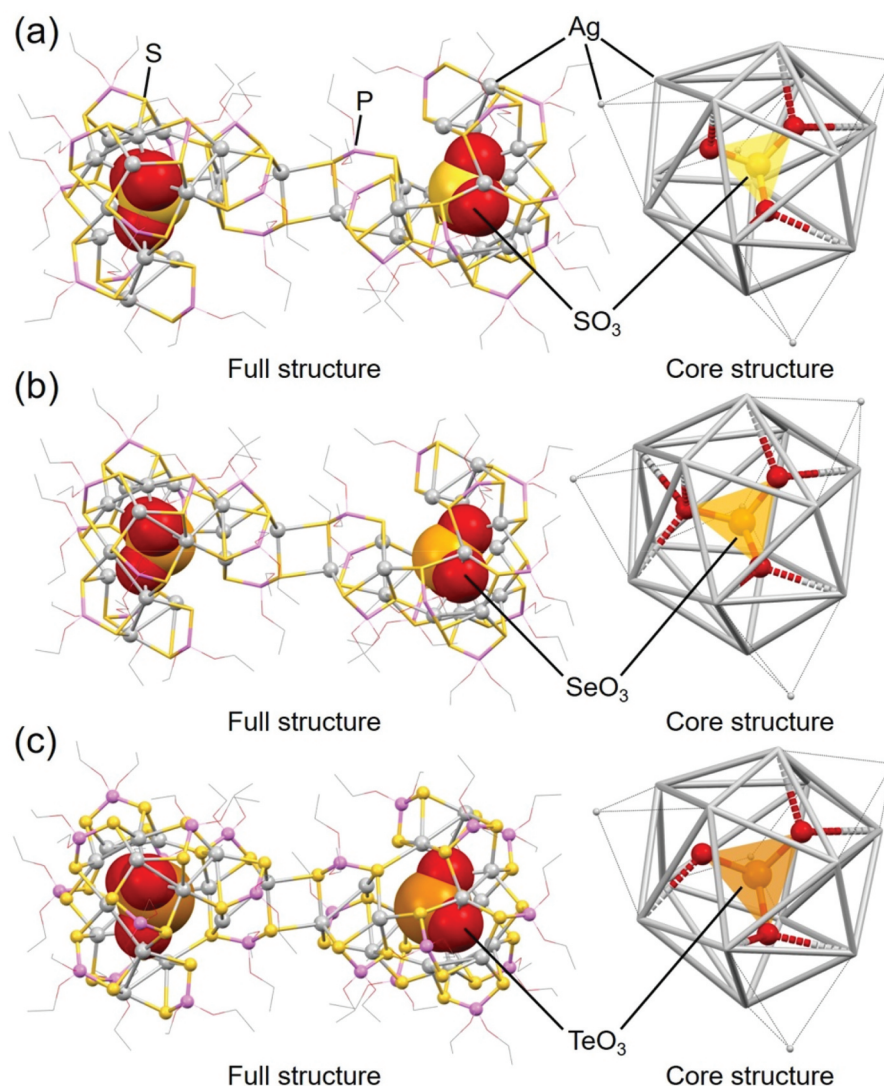 (a)
S
P
Ag
SO3
Full structure
Core structure
(b)
SeO3
Full structure
Core structure
(c)
TeO3
Full structure
Core structure